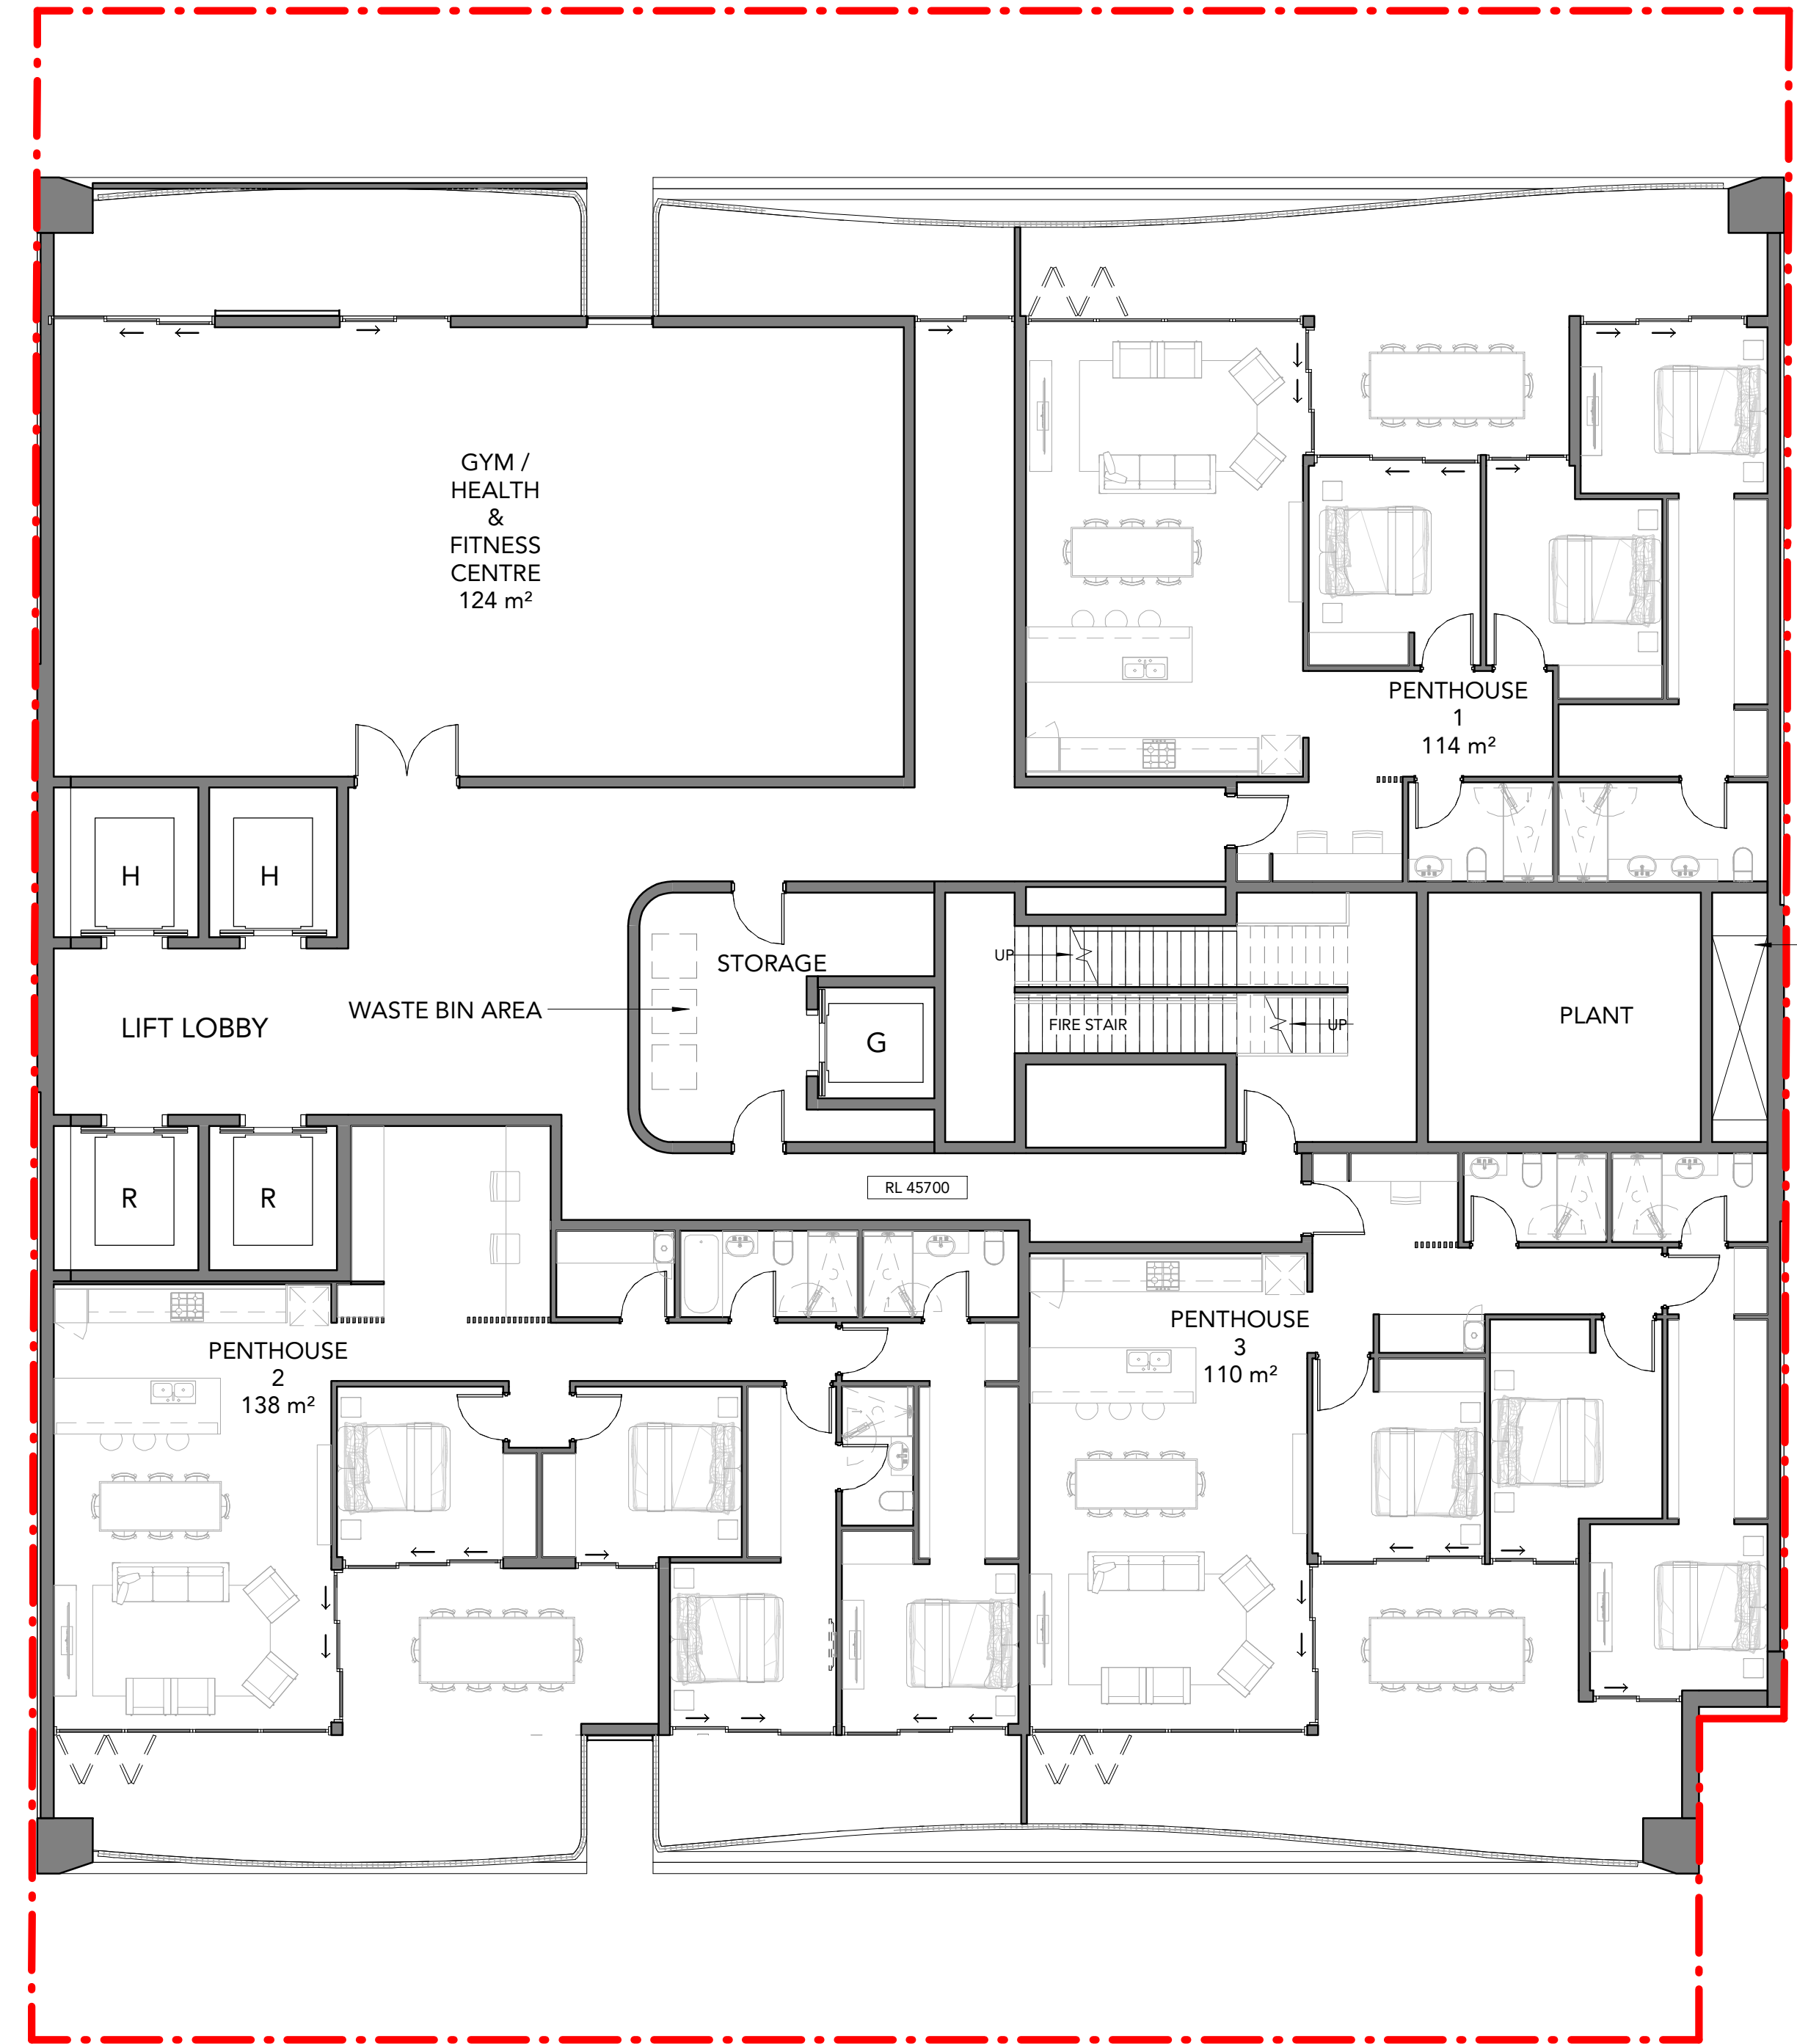 GYM /
HEALTH
&
FITNESS
CENTRE
124 m²
PENTHOUSE
1
114 m²
H
H
STORAGE
UP
WASTE BIN AREA
LIFT LOBBY
G
FIRE STAIR
UP
PLANT
R
R
RL 45700
PENTHOUSE
2
138 m²
PENTHOUSE
3
110 m²